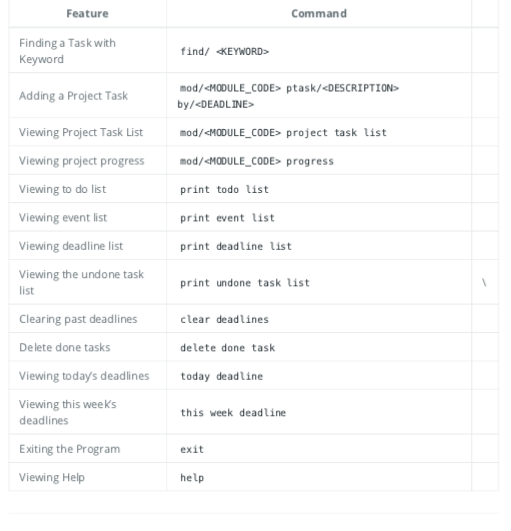 Feature Command
Finding a Task with
Keyword
find/ <KEYWORD>
Adding a Project Task
mod/<MODULE_CODE> ptask/<DESCRIPTION>
by/<DEADLINE>
Viewing Project Task List mod/<MODULE_CODE> project task list
Viewing project progress mod/<MODULE_CODE> progress
Viewing to do list print todo list
Viewing event list print event list
Viewing deadline list print deadline list
Viewing the undone task
list
print undone task list \
Clearing past deadlines clear deadlines
Delete done tasks delete done task
Viewing today's deadlines today deadline
Viewing this week's
deadlines
this week deadline
Exiting the Program exit
Viewing Help help